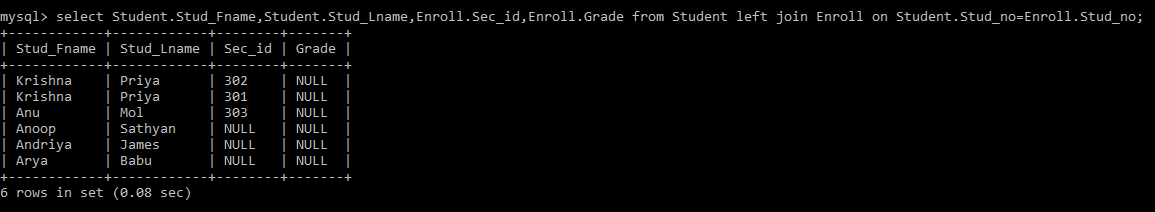 mysql> select Student.Stud_Fname,Student.Stud_Lname,Enroll.Sec_id,Enroll.Grade from Student left join Enroll on Student.Stud_no=Enroll.Stud_no;
+------------+------------+--------+-------+
| Stud_Fname | Stud_Lname | Sec_id | Grade |
+------------+------------+--------+-------+
| Krishna    | Priya      | 302    | NULL  |
| Krishna    | Priya      | 301    | NULL  |
| Anu        | Mol        | 303    | NULL  |
| Anoop      | Sathyan    | NULL   | NULL  |
| Andriya    | James      | NULL   | NULL  |
| Arya       | Babu       | NULL   | NULL  |
+------------+------------+--------+-------+
6 rows in set (0.08 sec)